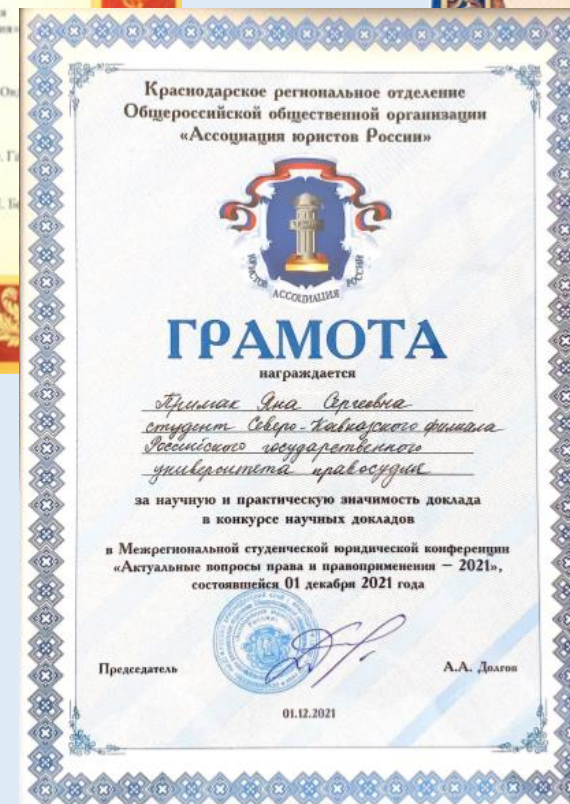 Краснодарское региональное отделение
Общероссийской общественной организации
«Ассоциация юристов России»
ЮРИСТОВ АССОЦИАЦИЯ РОССИИ
ГРАМОТА
награждается
Примак Яна Сергеевна
студент Северо-Кавказского филиала
Российского государственного
университета правосудия
за научную и практическую значимость доклада
в конкурсе научных докладов
в Межрегиональной студенческой юридической конференции
«Актуальные вопросы права и правоприменения – 2021»,
состоявшейся 01 декабря 2021 года
Председатель
А.А. Долгов
01.12.2021